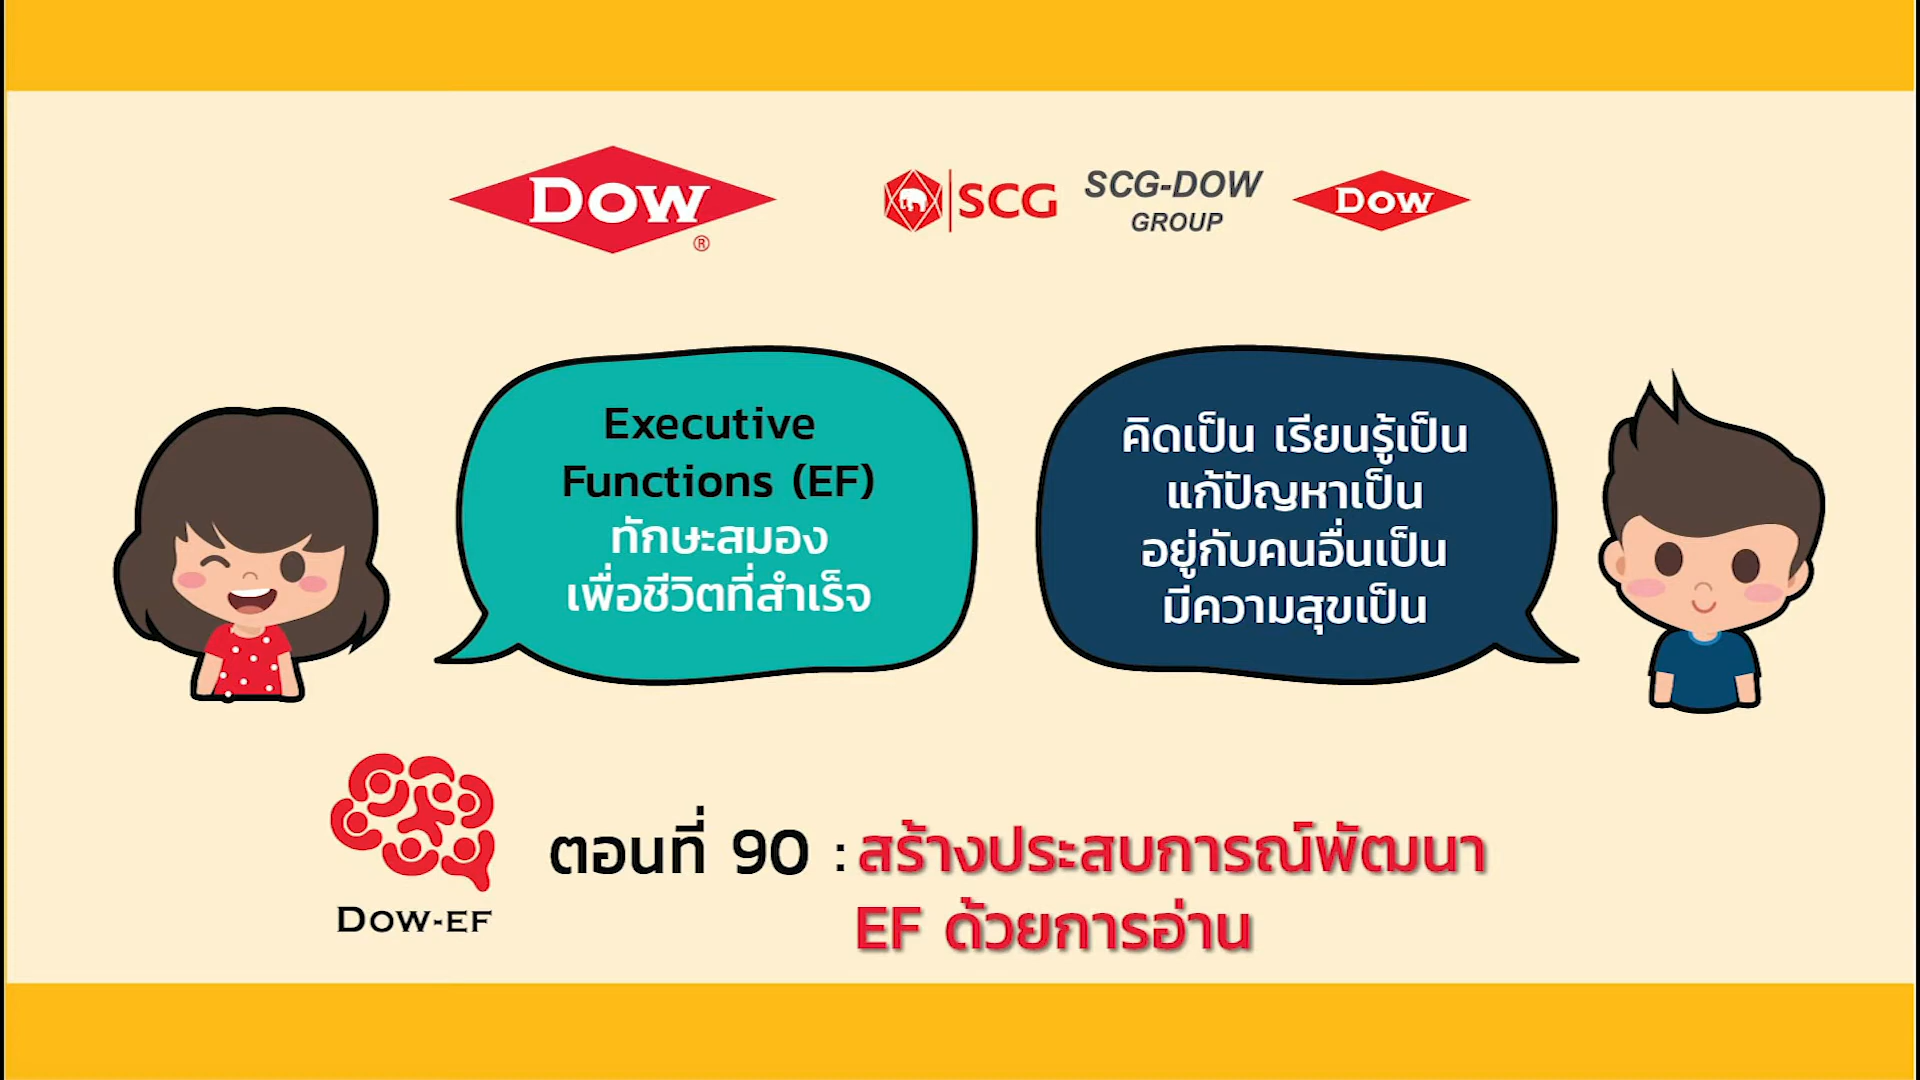 DOW
®
SCG
SCG-DOW
GROUP
DOW
Executive
Functions (EF)
ทักษะสมอง
เพื่อชีวิตที่สำเร็จ
คิดเป็น เรียนรู้เป็น
แก้ปัญหาเป็น
อยู่กับคนอื่นเป็น
มีความสุขเป็น
DOW-EF
ตอนที่ 90 : สร้างประสบการณ์พัฒนา
EF ด้วยการอ่าน